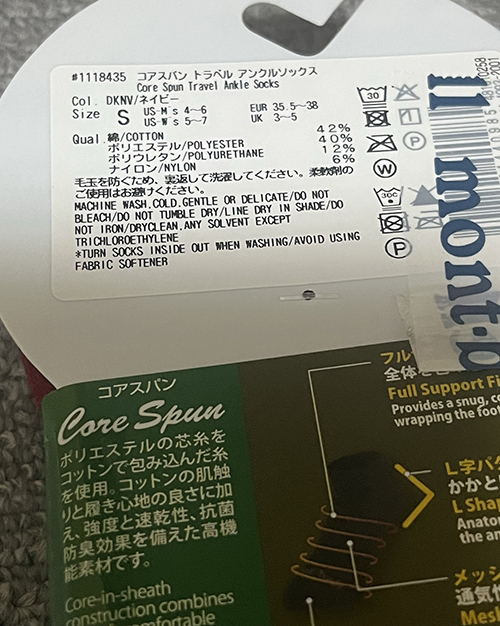 #1118435 コアスパン トラベル アンクルソックス
Core Spun Travel Ankle Socks
Col. DKNV/ネイビー
Size S US-M's 4~6 EUR 35.5~38
US-W's 5~7 UK 3~5
Qual. 綿/COTTON 42%
ポリエステル/POLYESTER 40%
ポリウレタン/POLYURETHANE 12%
ナイロン/NYLON 6%
毛玉を防ぐため、裏返して洗濯してください。柔軟剤の
ご使用はお避けください。
MACHINE WASH,COLD.GENTLE OR DELICATE/DO NOT
BLEACH/DO NOT TUMBLE DRY/LINE DRY IN SHADE/DO
NOT IRON/DRYCLEAN,ANY SOLVENT EXCEPT
TRICHLOROETHYLENE
*TURN SOCKS INSIDE OUT WHEN WASHING/AVOID USING
FABRIC SOFTENER
30
P
W
30
P
mont-b
コアスパン
Core Spun
ポリエステルの芯糸を
コットンで包み込んだ糸
を使用。コットンの肌触
りと履き心地の良さに加
え、強度と速乾性、抗菌
防臭効果を備えた高機
能素材です。
Core-in-sheath
construction combines
フル
全体を
Full Support Fi
Provides a snug, co
wrapping the foo
L字パ
かかと
L Shap
Anato
the an
メッシ
通気性
Mesh